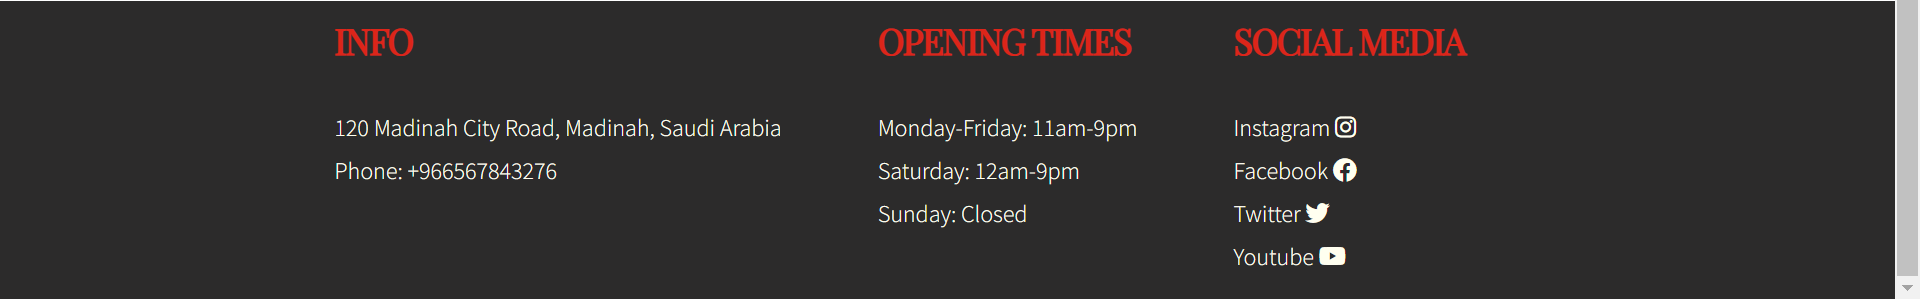 INFO
120 Madinah City Road, Madinah, Saudi Arabia
Phone: +966567843276
OPENING TIMES
Monday-Friday: 11am-9pm
Saturday: 12am-9pm
Sunday: Closed
SOCIAL MEDIA
Instagram
Facebook
Twitter
Youtube